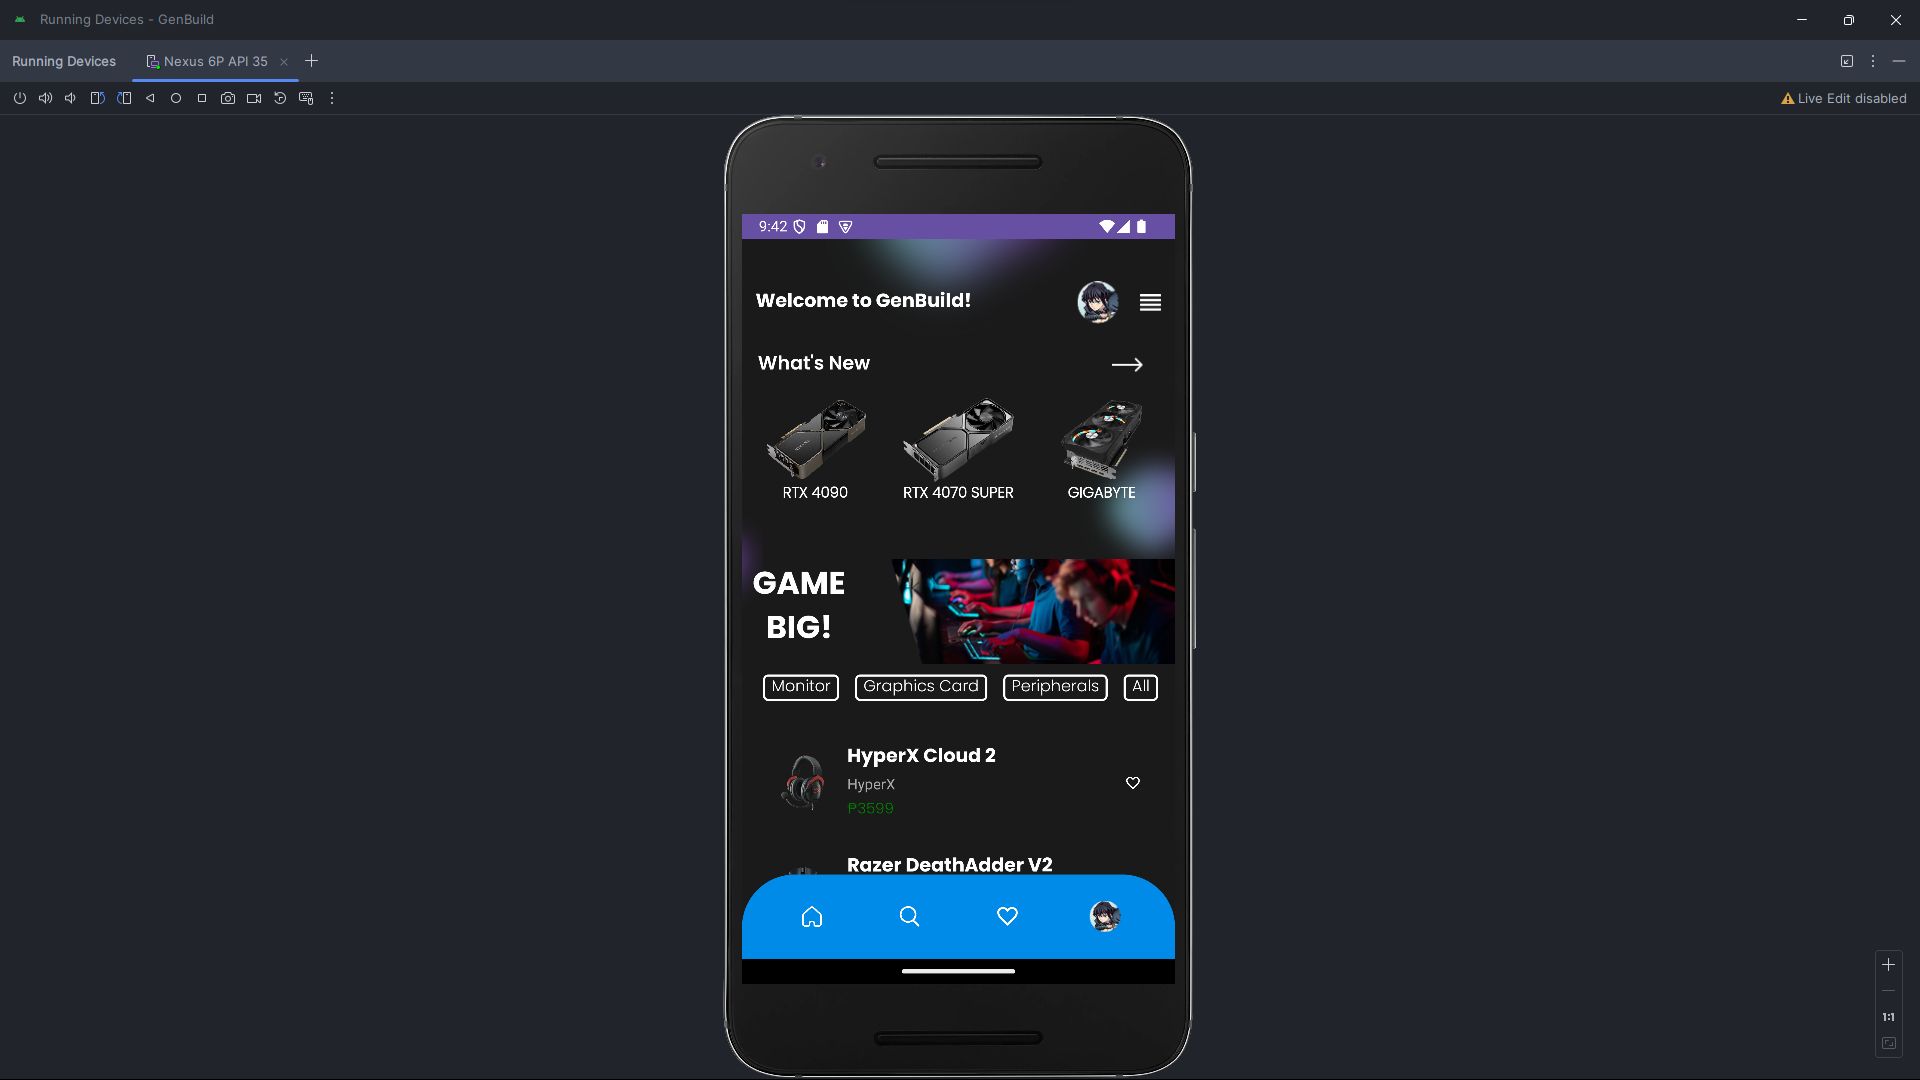 Running Devices - GenBuild
Running Devices
Nexus 6P API 35
Live Edit disabled
9:42
Welcome to GenBuild!
What's New
RTX 4090
RTX 4070 SUPER
GIGABYTE
GAME
BIG!
Monitor
Graphics Card
Peripherals
All
HyperX Cloud 2
HyperX
₱3599
Razer DeathAdder V2
1:1